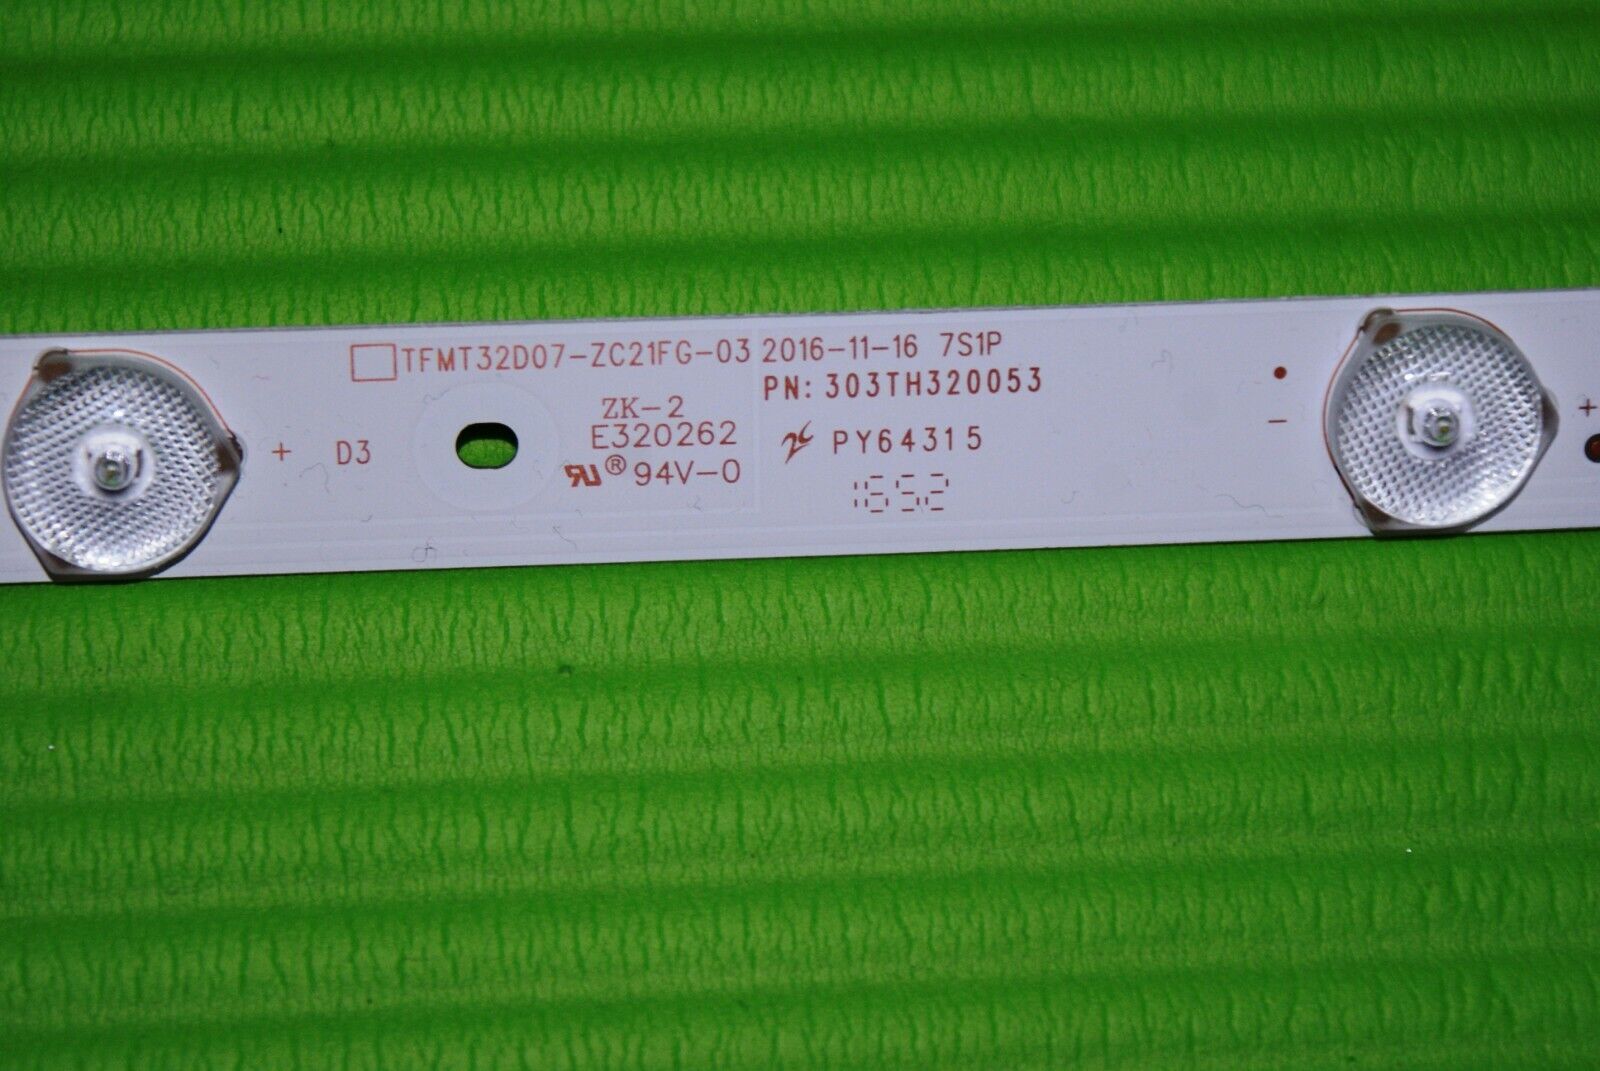 TFMT32D07-ZC21FG-03 2016-11-16 7S1P
PN: 303TH320053
ZK-2
E320262
PY64315
® 94V-0
1652
+ D3
-
+